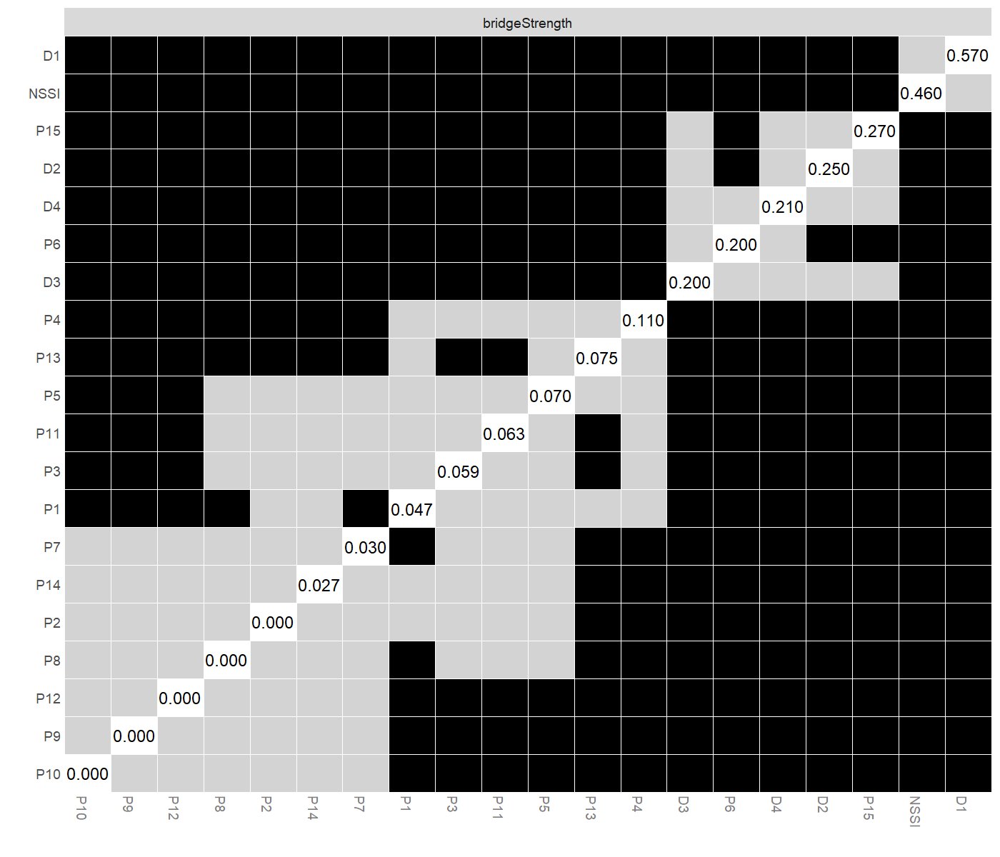 bridgeStrength
D1 0.570
NSSI 0.460
P15 0.270
D2 0.250
D4 0.210
P6 0.200
D3 0.200
P4 0.110
P13 0.075
P5 0.070
P11 0.063
P3 0.059
P1 0.047
P7 0.030
P14 0.027
P2 0.000
P8 0.000
P12 0.000
P9 0.000
P10 0.000
P10 P9 P12 P8 P2 P14 P7 P1 P3 P11 P5 P13 P4 D3 P6 D4 D2 P15 NSSI D1